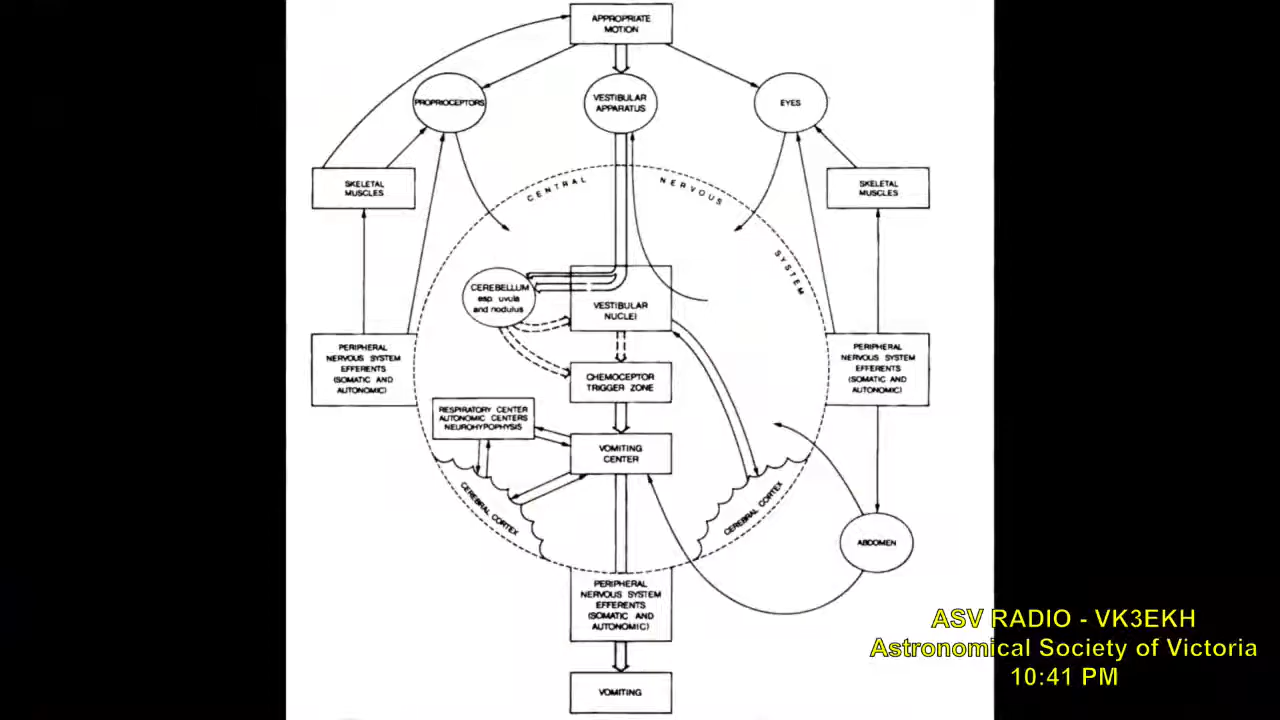 APPROPRIATE
MOTION
PROPRIOCEPTORS
VESTIBULAR
APPARATUS
EYES
SKELETAL
MUSCLES
CENTRAL NERVOUS SYSTEM
SKELETAL
MUSCLES
CEREBELLUM
esp. uvula
and nodulus
VESTIBULAR
NUCLEI
PERIPHERAL
NERVOUS SYSTEM
EFFERENTS
(SOMATIC AND
AUTONOMIC)
CHEMOCEPTOR
TRIGGER ZONE
PERIPHERAL
NERVOUS SYSTEM
EFFERENTS
(SOMATIC AND
AUTONOMIC)
RESPIRATORY CENTER
AUTONOMIC CENTERS
NEUROHYPOPHYSIS
VOMITING
CENTER
CEREBRAL CORTEX
CEREBRAL CORTEX
ABDOMEN
PERIPHERAL
NERVOUS SYSTEM
EFFERENTS
(SOMATIC AND
AUTONOMIC)
VOMITING
ASV RADIO - VK3EKH
Astronomical Society of Victoria
10:41 PM